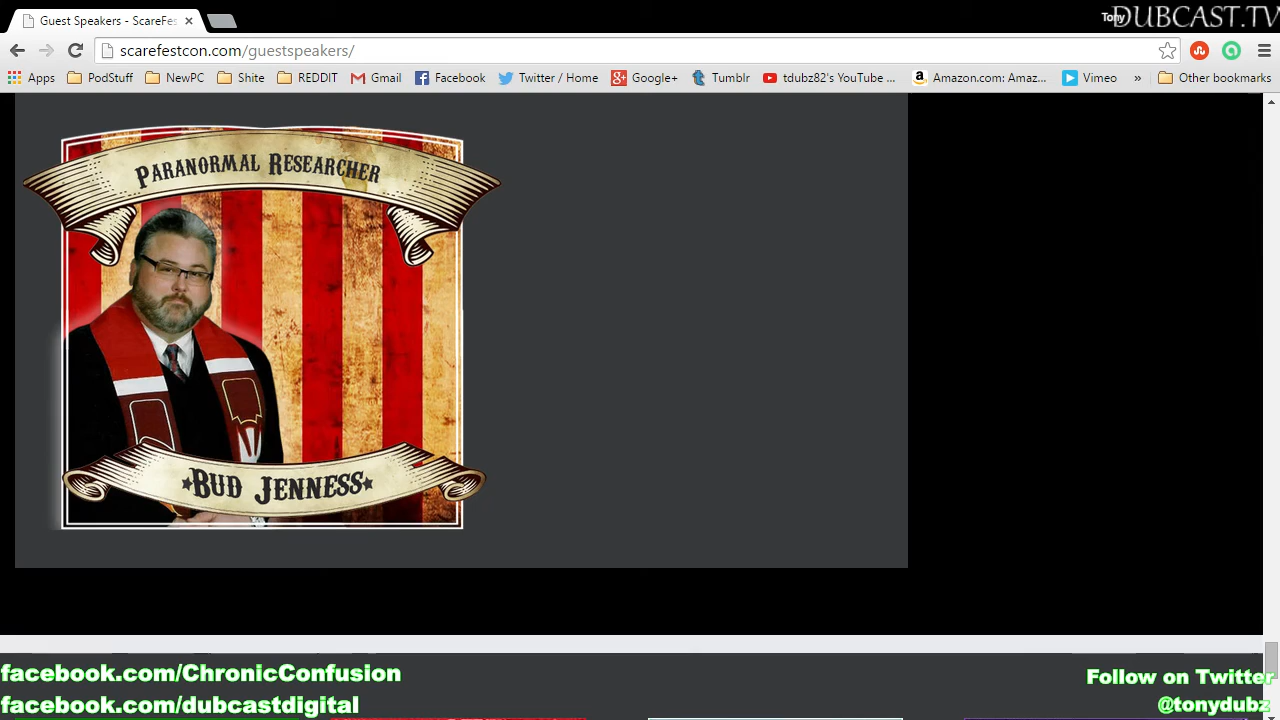 Guest Speakers - ScareFes
Tony
DUBCAST.TV
scarefestcon.com/guestspeakers/
Apps PodStuff NewPC Shite REDDIT Gmail Facebook Twitter / Home Google+ Tumblr tdubz82's YouTube ... Amazon.com: Amaz... Vimeo » Other bookmarks
PARANORMAL RESEARCHER
BUD JENNESS
facebook.com/ChronicConfusion
Follow on Twitter
facebook.com/dubcastdigital
@tonydubz